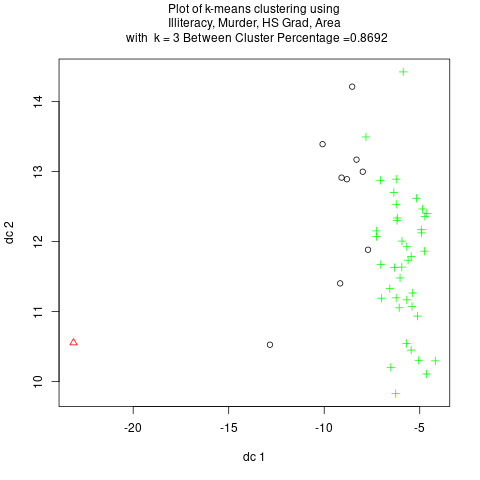 Plot of k-means clustering using
Illiteracy, Murder, HS Grad, Area
with  k = 3 Between Cluster Percentage =0.8692
14
13
12
11
10
dc 2
-20
-15
-10
-5
dc 1